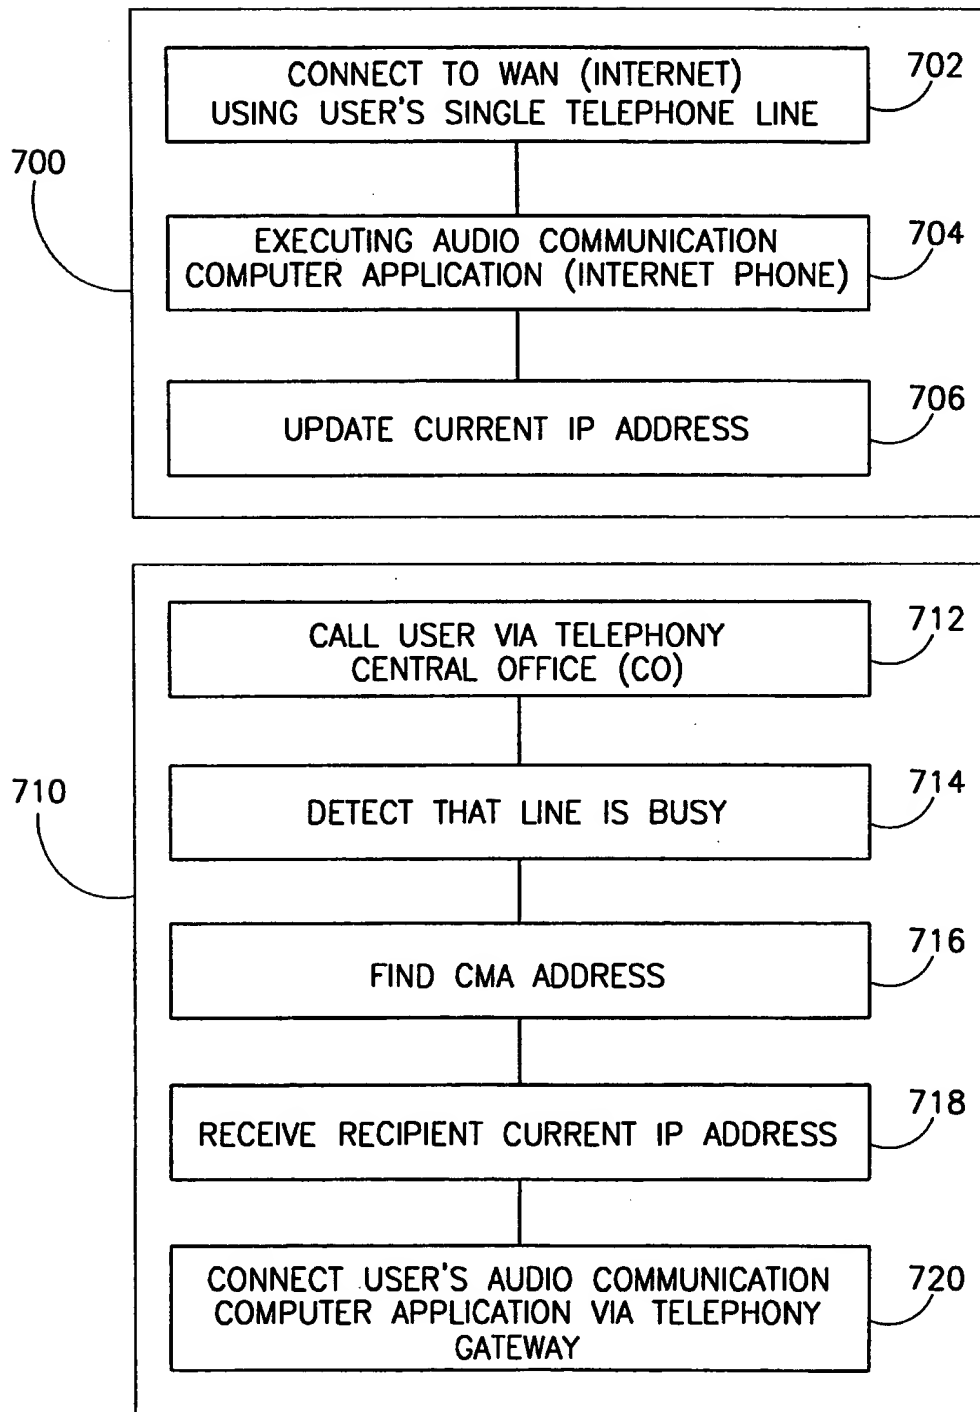 CONNECT TO WAN (INTERNET)
USING USER'S SINGLE TELEPHONE LINE
702
700
EXECUTING AUDIO COMMUNICATION
COMPUTER APPLICATION (INTERNET PHONE)
704
UPDATE CURRENT IP ADDRESS
706
CALL USER VIA TELEPHONY
CENTRAL OFFICE (CO)
712
710
DETECT THAT LINE IS BUSY
714
FIND CMA ADDRESS
716
RECEIVE RECIPIENT CURRENT IP ADDRESS
718
CONNECT USER'S AUDIO COMMUNICATION
COMPUTER APPLICATION VIA TELEPHONY
GATEWAY
720